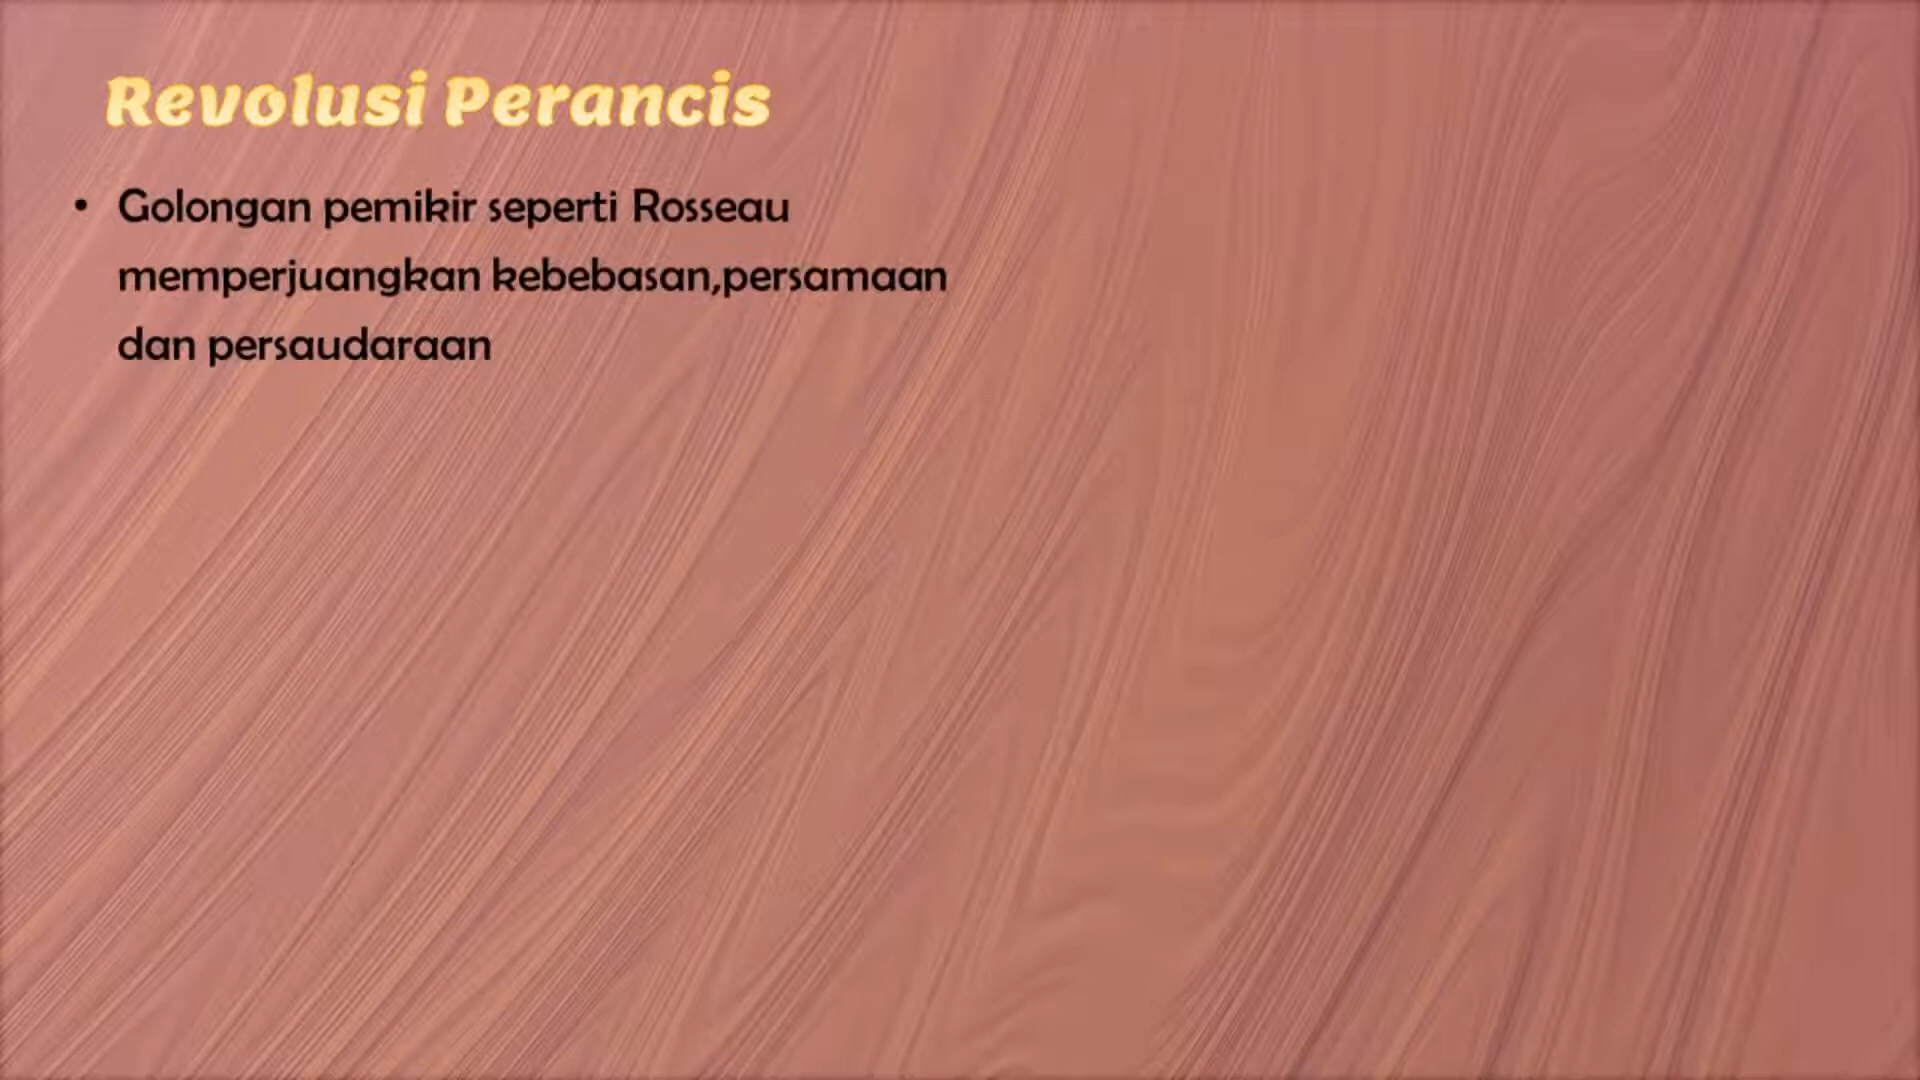 Revolusi Perancis
• Golongan pemikir seperti Rosseau
memperjuangkan kebebasan,persamaan
dan persaudaraan